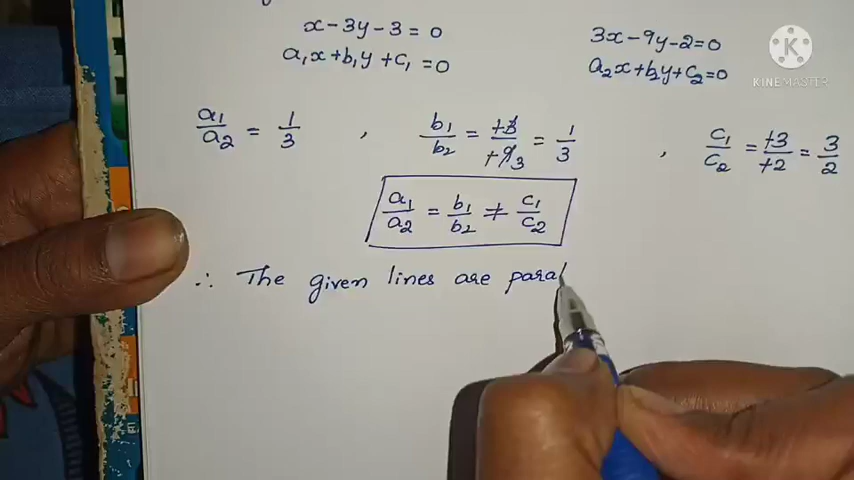 x - 3y - 3 = 0
3x - 9y - 2 = 0
a₁x + b₁y + c₁ = 0
a₂x + b₂y + c₂ = 0
a₁/a₂ = 1/3 , b₁/b₂ = +3/+9 3 = 1/3 , c₁/c₂ = +3/+2 = 3/2
a₁/a₂ = b₁/b₂ ≠ c₁/c₂
∴ The given lines are paral
K
KINEMASTER